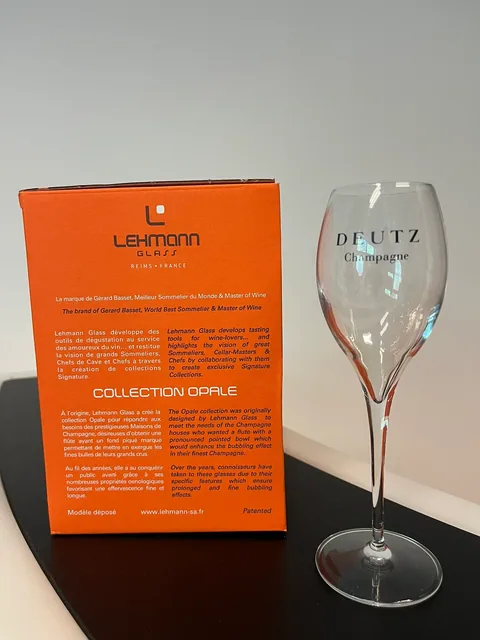 LEHMANN
GLASS
REIMS • FRANCE
La marque de Gérard Basset, Meilleur Sommelier du Monde & Master of Wine
The brand of Gerard Basset, World Best Sommelier & Master of Wine
Lehmann Glass développe des
outils de dégustation au service
des amoureux du vin... et restitue
la vision de grande Sommeliers,
Chefs de Cave et Chefs à travers
la création de collections
Signature.
Lehmann Glass develops tasting
tools for wine-lovers... and
highlights the vision of great
Sommeliers, Cellar-Masters &
Chefs by collaborating with them
to create exclusive Signature
Collections.
COLLECTION OPALE
À l'origine, Lehmann Glass a créé la
collection Opale pour répondre aux
besoins des prestigieuses Maisons de
Champagne, désireuses d'obtenir une
flûte ayant un fond piqué marqué
permettant de mettre en exergue les
fines bulles de leurs grands crus.
Au fil des années, elle a su conquérir
un public averti grâce à ses
nombreuses propriétés œnologiques
favorisant une effervescence fine et
longue.
The Opale collection was originally
designed by Lehmann Glass to
meet the needs of the Champagne
houses who wanted a flute with a
pronounced pointed bowl which
would enhance the bubbling effect
in their finest Champagne.
Over the years, connoisseurs have
taken to these glasses due to their
specific features which ensure
prolonged and fine bubbling
effects.
Modèle déposé www.lehmann-sa.fr Patented
DEUTZ
Champagne